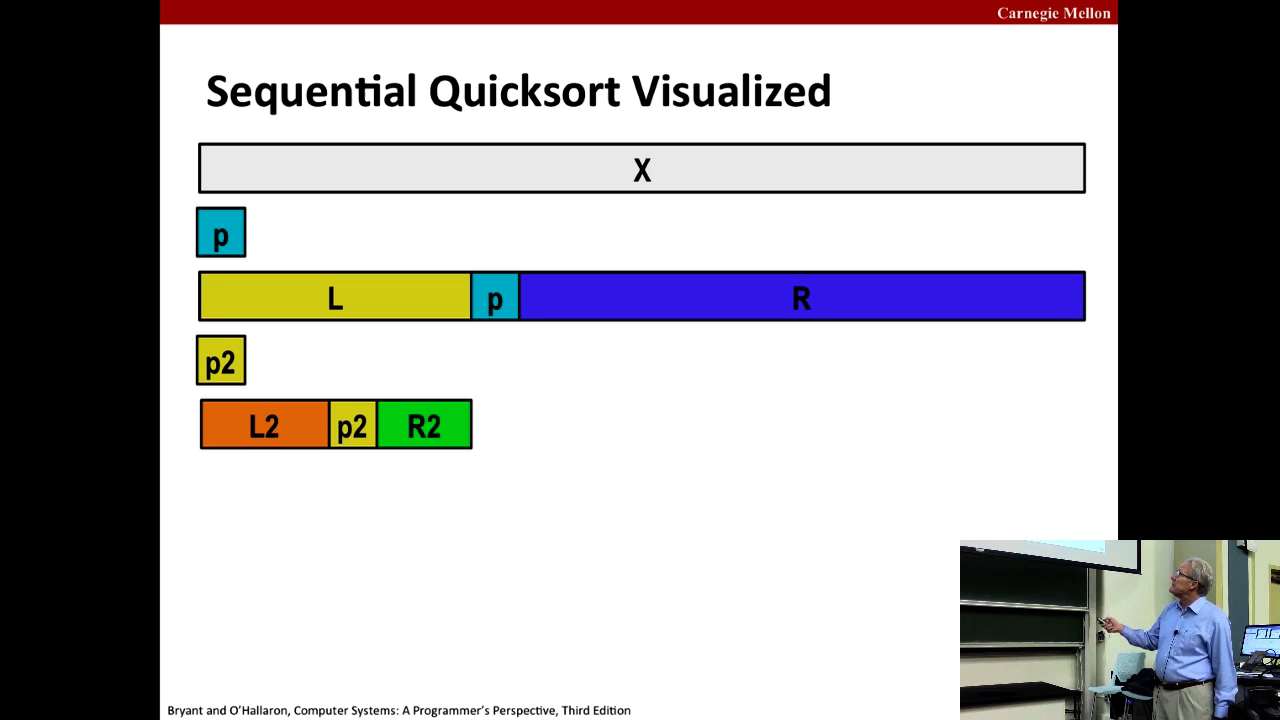 Carnegie Mellon
Sequential Quicksort Visualized
X
p
L p R
p2
L2 p2 R2
Bryant and O'Hallaron, Computer Systems: A Programmer's Perspective, Third Edition